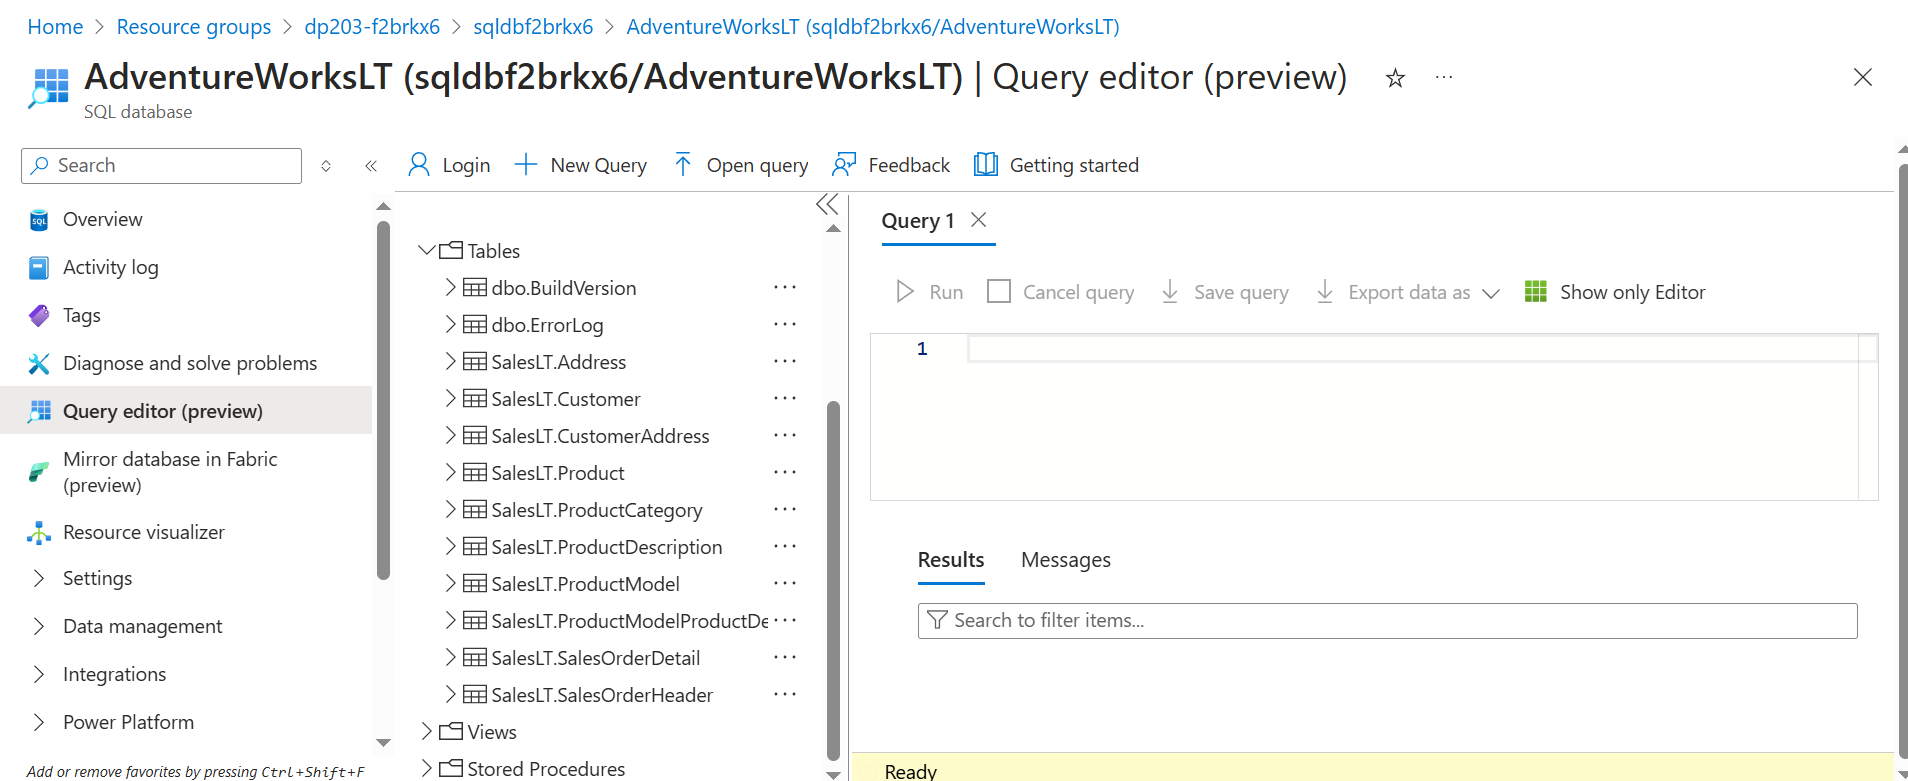 Home > Resource groups > dp203-f2brkx6 > sqldbf2brkx6 > AdventureWorksLT (sqldbf2brkx6/AdventureWorksLT)
AdventureWorksLT (sqldbf2brkx6/AdventureWorksLT) | Query editor (preview)
SQL database
Search
Login
New Query
Open query
Feedback
Getting started
Overview
Activity log
Tags
Diagnose and solve problems
Query editor (preview)
Mirror database in Fabric
(preview)
Resource visualizer
Settings
Data management
Integrations
Power Platform
Add or remove favorites by pressing Ctrl+Shift+F
Tables
dbo.BuildVersion
dbo.ErrorLog
SalesLT.Address
SalesLT.Customer
SalesLT.CustomerAddress
SalesLT.Product
SalesLT.ProductCategory
SalesLT.ProductDescription
SalesLT.ProductModel
SalesLT.ProductModelProductDe
SalesLT.SalesOrderDetail
SalesLT.SalesOrderHeader
Views
Stored Procedures
Query 1
Run
Cancel query
Save query
Export data as
Show only Editor
1
Results
Messages
Search to filter items...
Ready